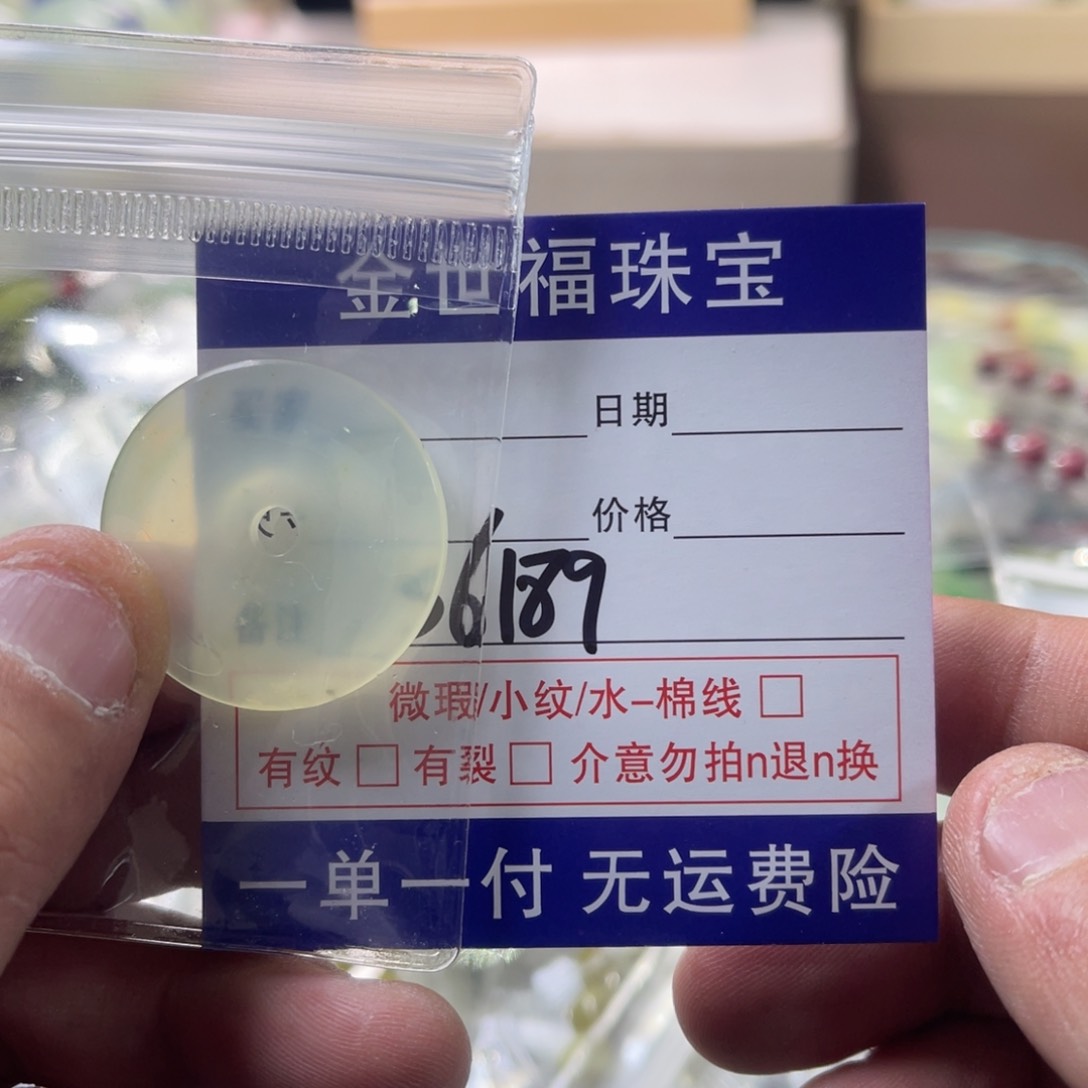 金世福珠宝
日期
价格
6189
微瑕/小纹/水-棉线 □
有纹 □ 有裂 □ 介意勿拍n退n换
一单一付 无运费险